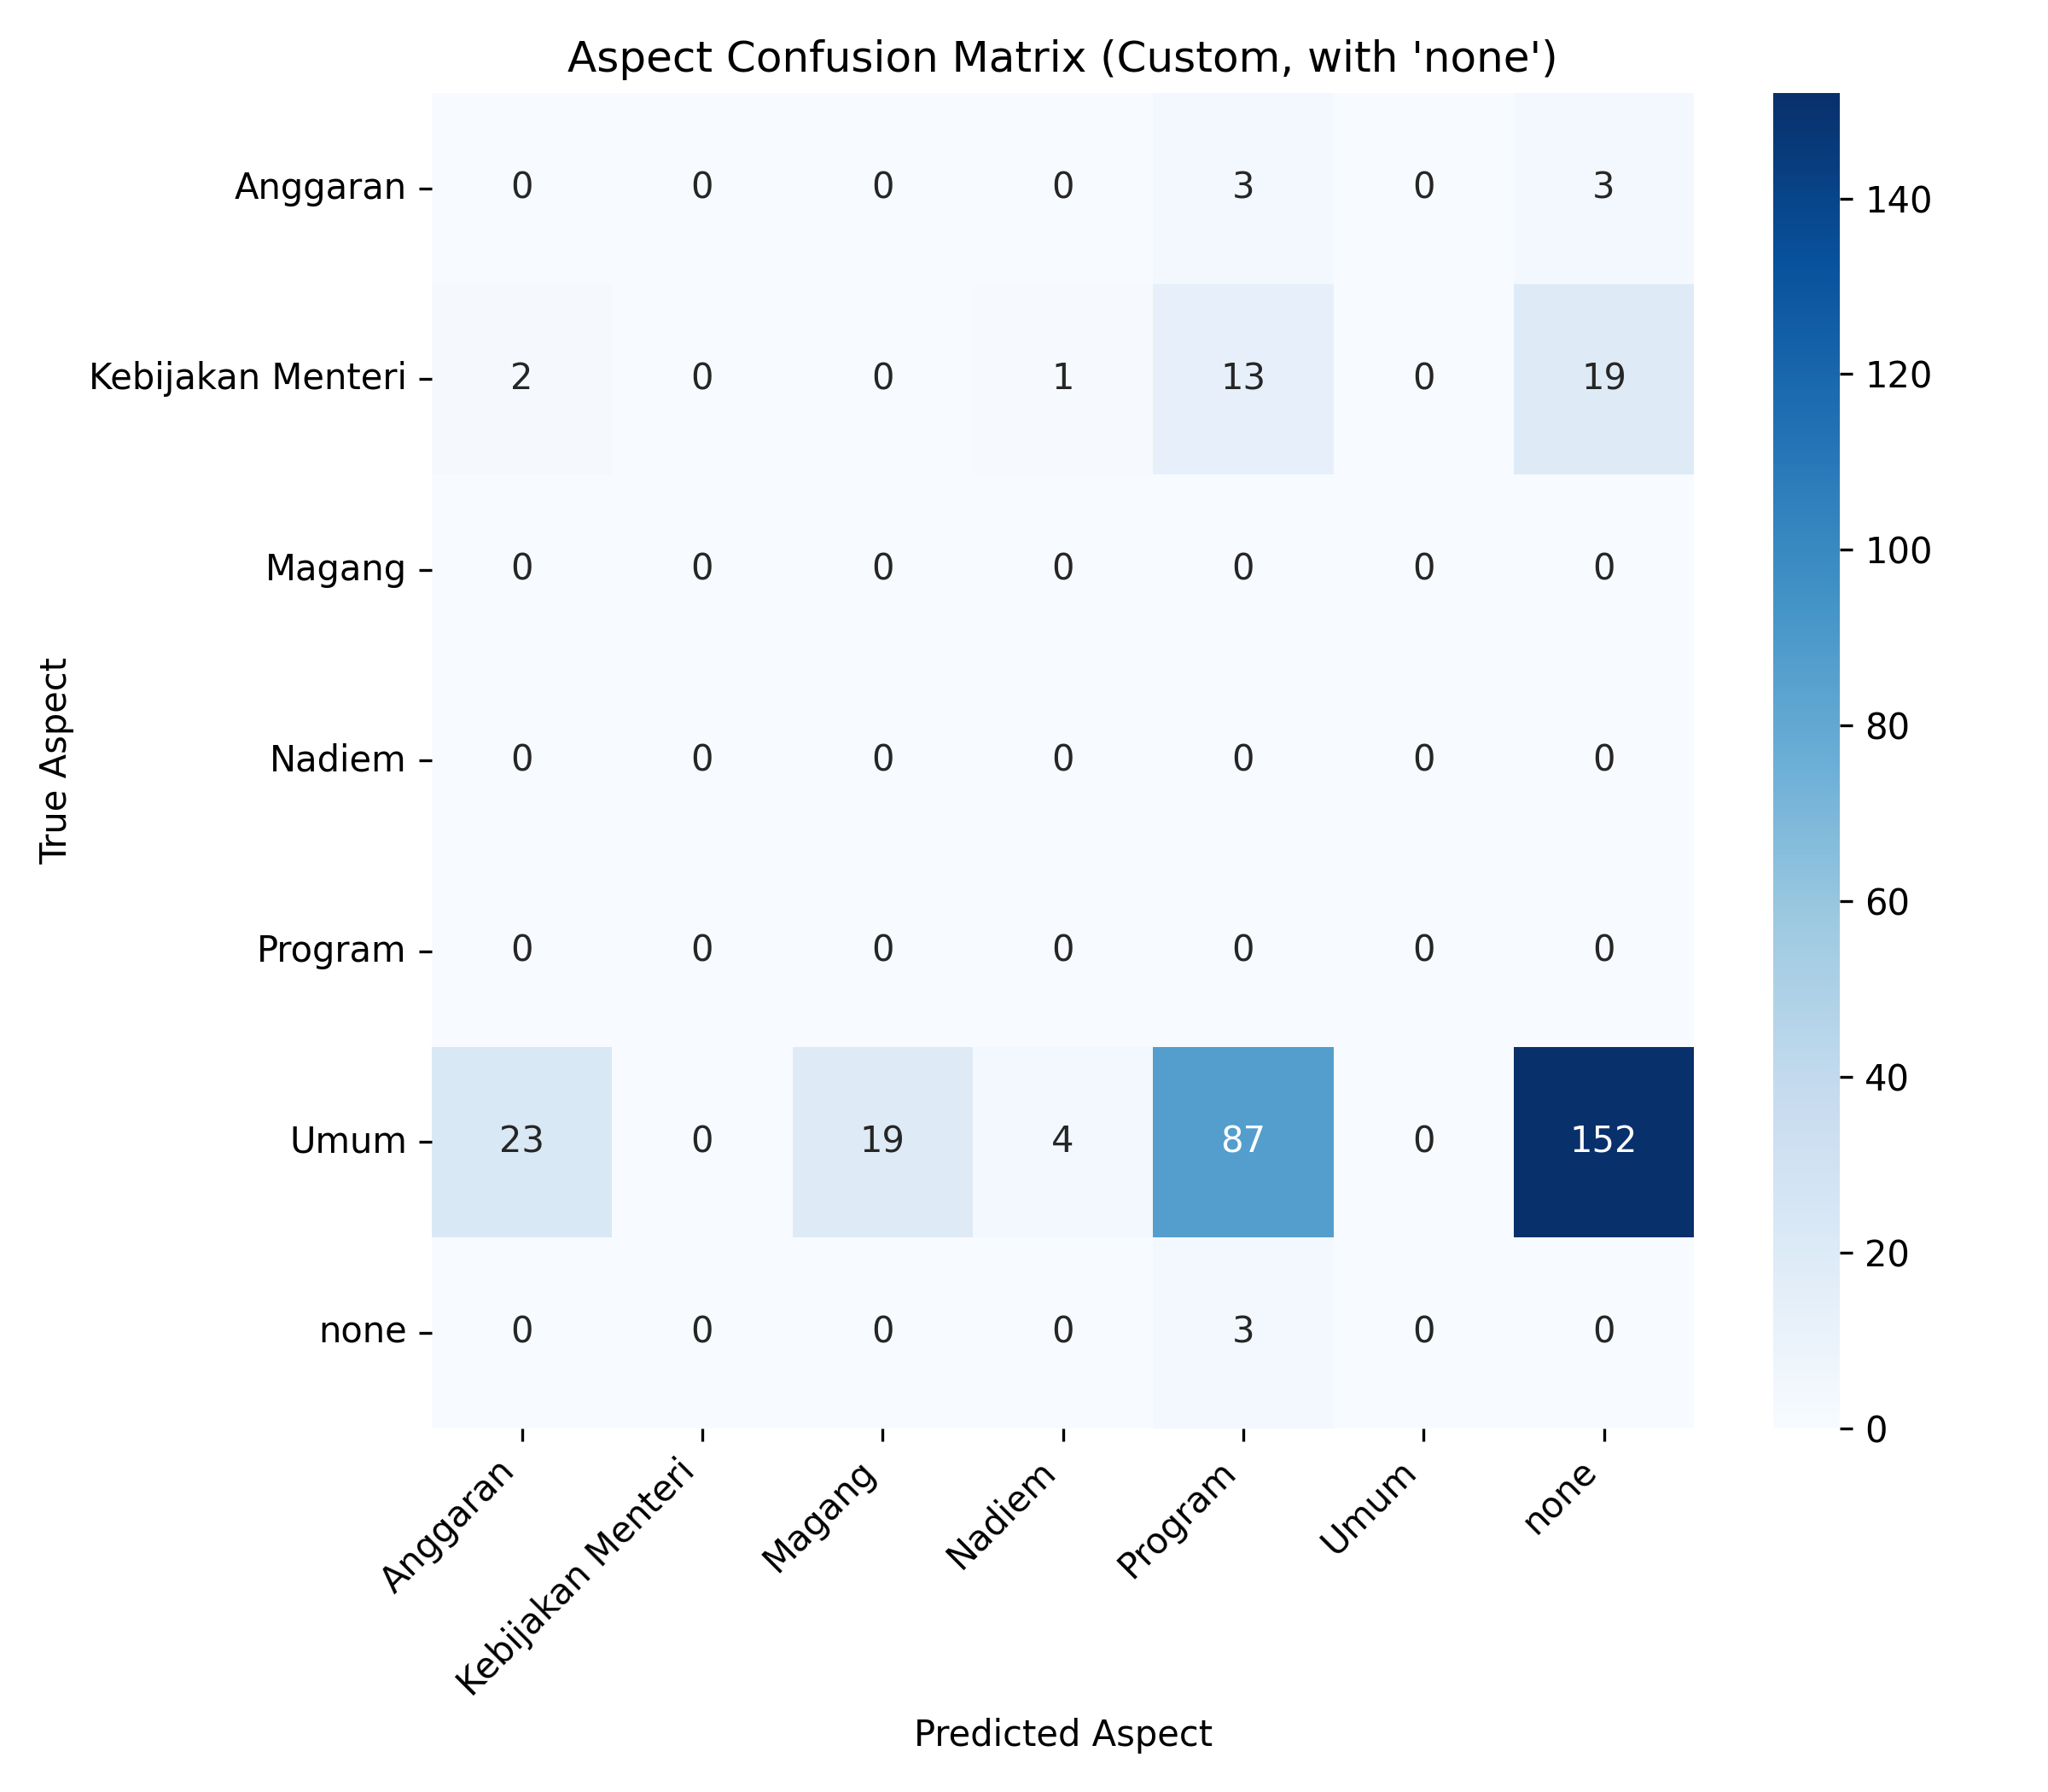 Aspect Confusion Matrix (Custom, with 'none')
True Aspect
Anggaran 0 0 0 0 3 0 3
Kebijakan Menteri 2 0 0 1 13 0 19
Magang 0 0 0 0 0 0 0
Nadiem 0 0 0 0 0 0 0
Program 0 0 0 0 0 0 0
Umum 23 0 19 4 87 0 152
none 0 0 0 0 3 0 0
Anggaran Kebijakan Menteri Magang Nadiem Program Umum none
Predicted Aspect
140
120
100
80
60
40
20
0